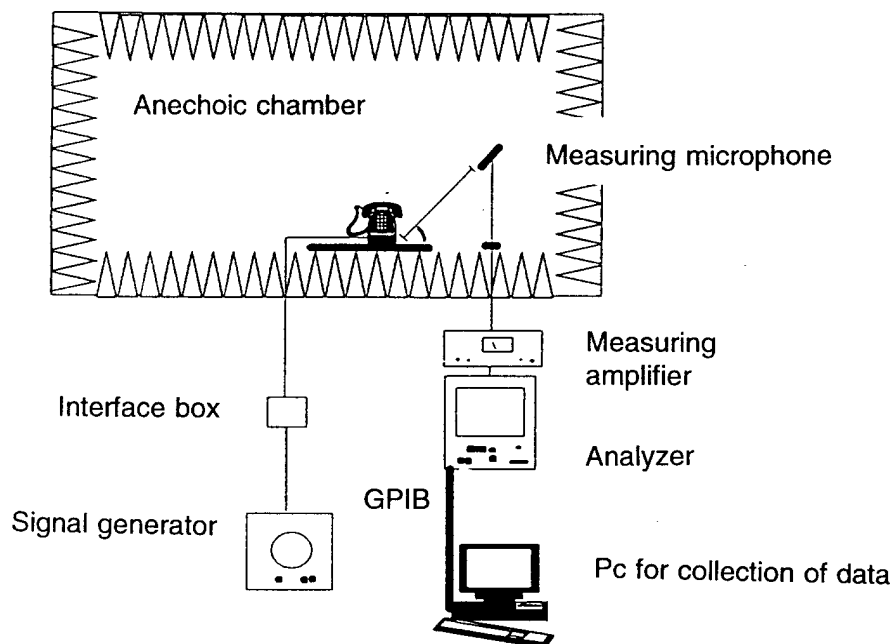 Anechoic chamber
Measuring microphone
Measuring
amplifier
Interface box
Analyzer
GPIB
Signal generator
Pc for collection of data